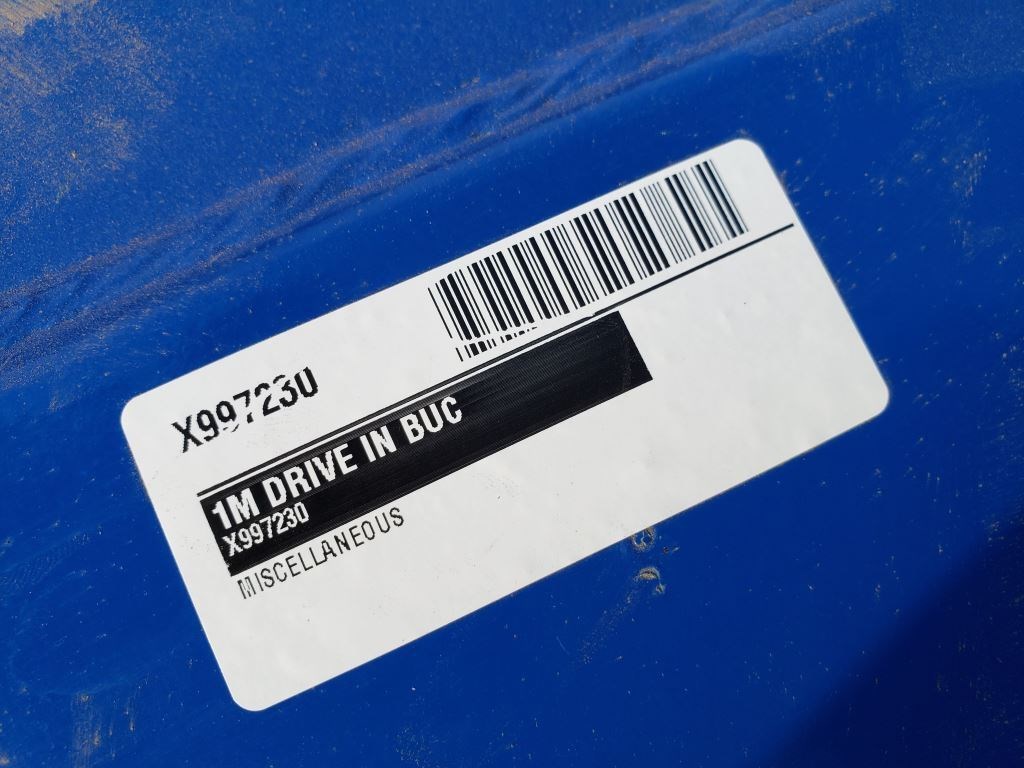 X997230
1M DRIVE IN BUC
X997230
MISCELLANEOUS